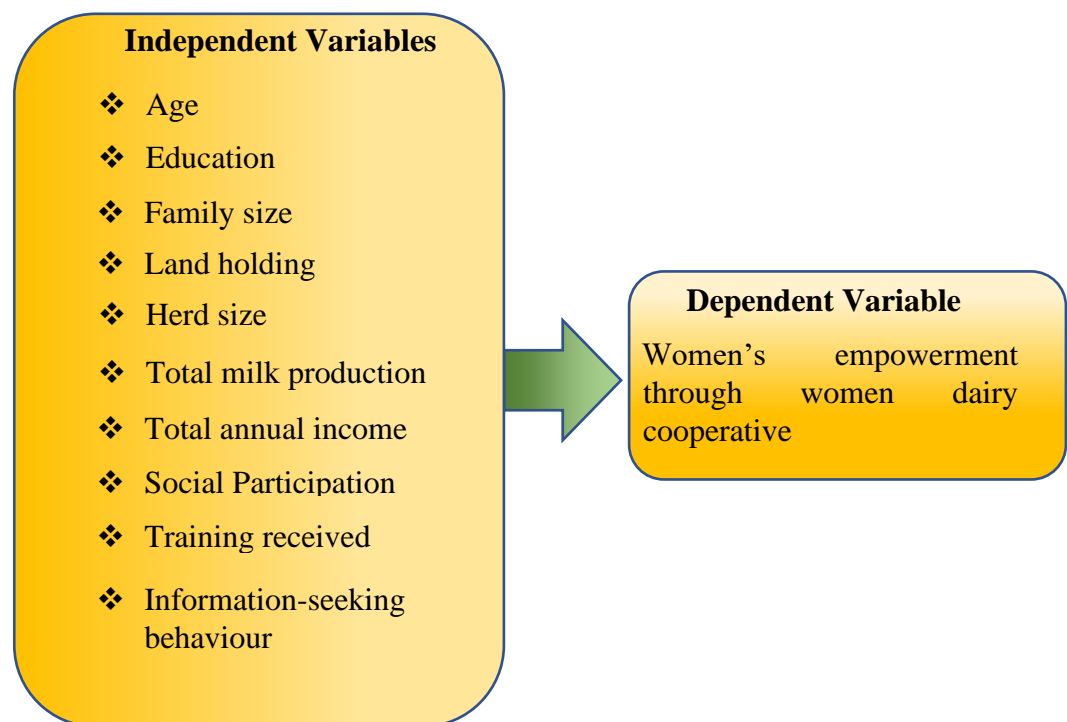 Independent Variables
❖ Age
❖ Education
❖ Family size
❖ Land holding
❖ Herd size
❖ Total milk production
❖ Total annual income
❖ Social Participation
❖ Training received
❖ Information-seeking
behaviour
Dependent Variable
Women’s empowerment
through women dairy
cooperative